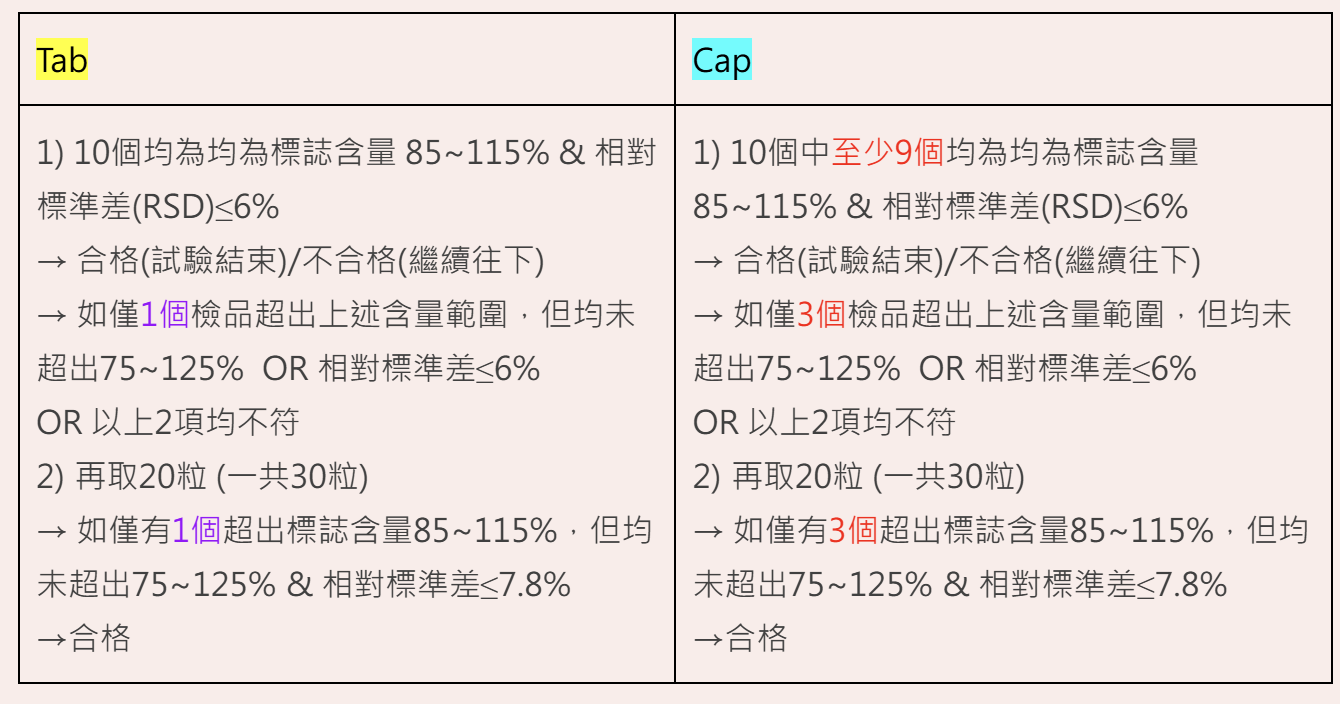 Tab
1) 10個均為均為標誌含量 85~115% & 相對
標準差(RSD)≤6%
→ 合格(試驗結束)/不合格(繼續往下)
→ 如僅1個檢品超出上述含量範圍，但均未
超出75~125%  OR 相對標準差≤6%
OR 以上2項均不符
2) 再取20粒 (一共30粒)
→ 如僅有1個超出標誌含量85~115%，但均
未超出75~125% & 相對標準差≤7.8%
→合格
Cap
1) 10個中至少9個均為均為標誌含量
85~115% & 相對標準差(RSD)≤6%
→ 合格(試驗結束)/不合格(繼續往下)
→ 如僅3個檢品超出上述含量範圍，但均未
超出75~125%  OR 相對標準差≤6%
OR 以上2項均不符
2) 再取20粒 (一共30粒)
→ 如僅有3個超出標誌含量85~115%，但均
未超出75~125% & 相對標準差≤7.8%
→合格